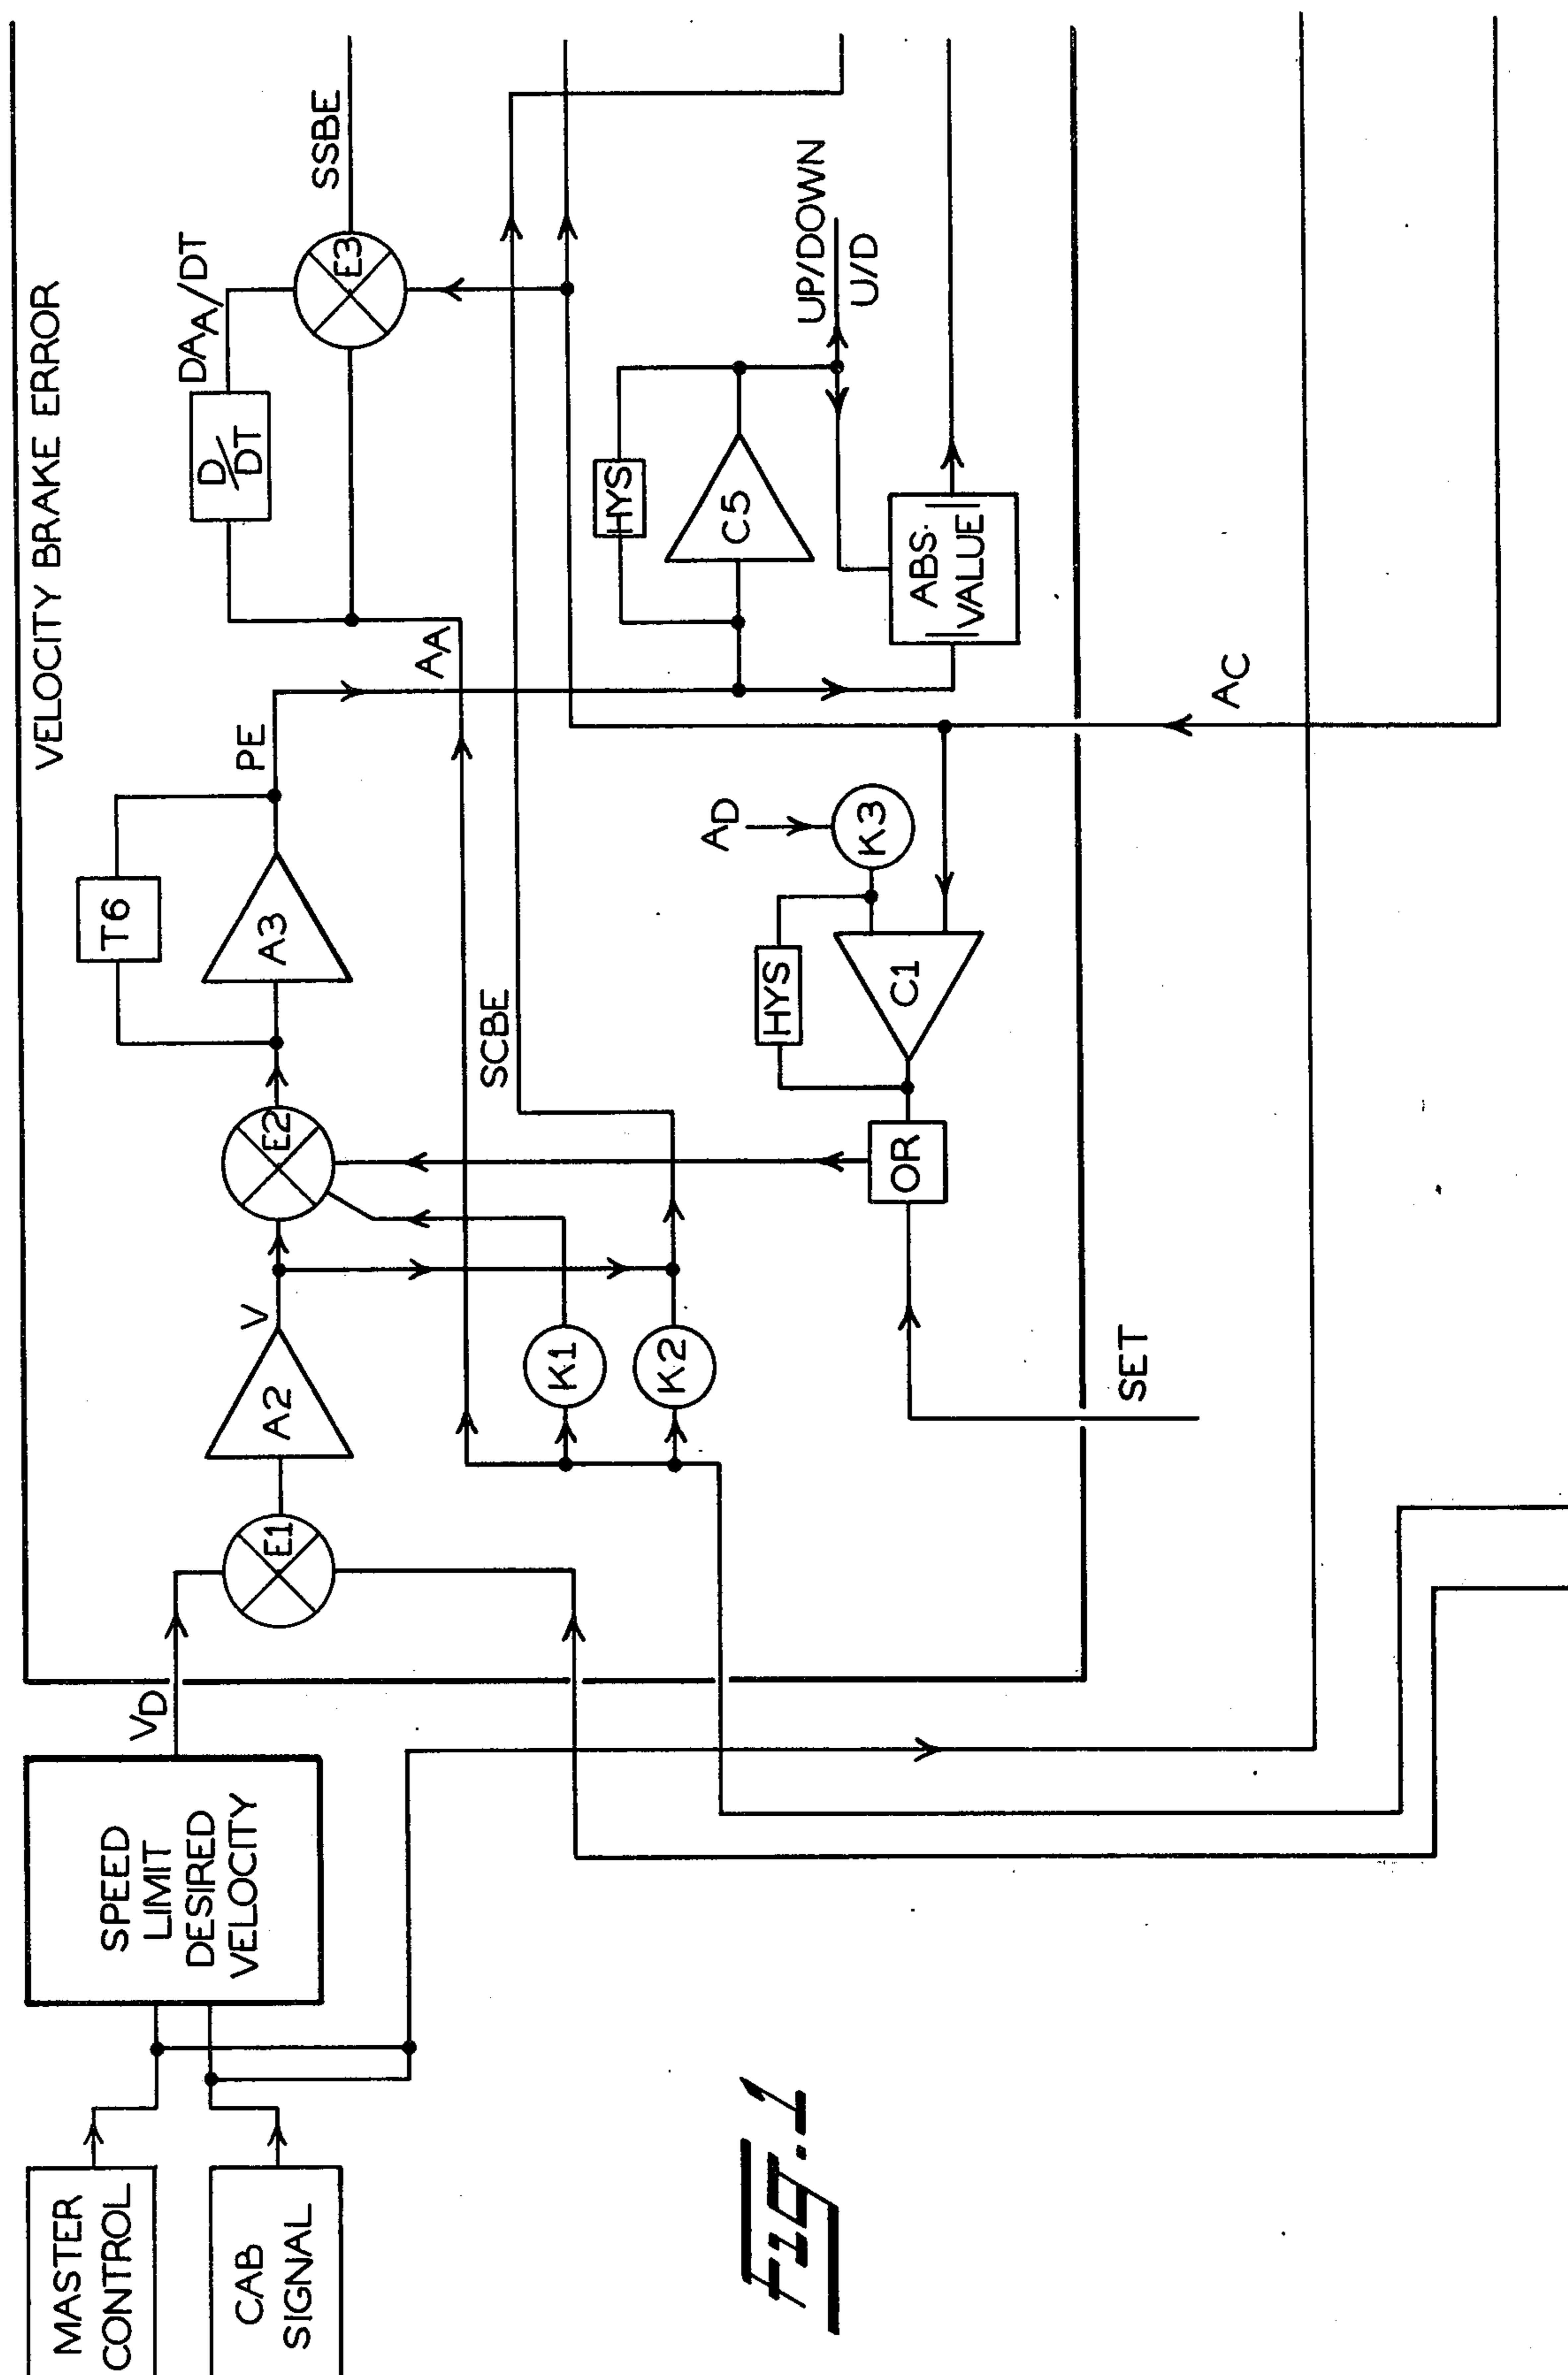 VELOCITY BRAKE ERROR
MASTER
CONTROL
CAB
SIGNAL
SPEED
LIMIT
DESIRED
VELOCITY
VD
E1
A2
V
E2
T6
A3
PE
K1
K2
SCBE
AA
D/DT
DAA/DT
E3
SSBE
HYS
C5
UP/DOWN
U/D
ABS.
|VALUE|
AD
K3
HYS
C1
OR
SET
AC
FIG. 1